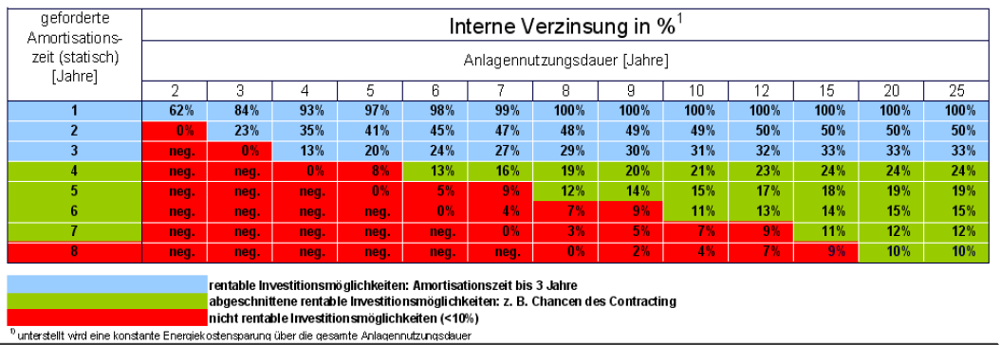 geforderte
Amortisations-
zeit (statisch)
[Jahre]
Interne Verzinsung in %1
Anlagennutzungsdauer [Jahre]
2 3 4 5 6 7 8 9 10 12 15 20 25
1 62% 84% 93% 97% 98% 99% 100% 100% 100% 100% 100% 100% 100%
2 0% 23% 35% 41% 45% 47% 48% 49% 49% 50% 50% 50% 50%
3 neg. 0% 13% 20% 24% 27% 29% 30% 31% 32% 33% 33% 33%
4 neg. neg. 0% 8% 13% 16% 19% 20% 21% 23% 24% 24% 24%
5 neg. neg. neg. 0% 5% 9% 12% 14% 15% 17% 18% 19% 19%
6 neg. neg. neg. neg. 0% 4% 7% 9% 11% 13% 14% 15% 15%
7 neg. neg. neg. neg. neg. 0% 3% 5% 7% 9% 11% 12% 12%
8 neg. neg. neg. neg. neg. neg. 0% 2% 4% 7% 9% 10% 10%
rentable Investitionsmöglichkeiten: Amortisationszeit bis 3 Jahre
abgeschnittene rentable Investitionsmöglichkeiten: z. B. Chancen des Contracting
nicht rentable Investitionsmöglichkeiten (<10%)
1) unterstellt wird eine konstante Energiekostensparung über die gesamte Anlagennutzungsdauer